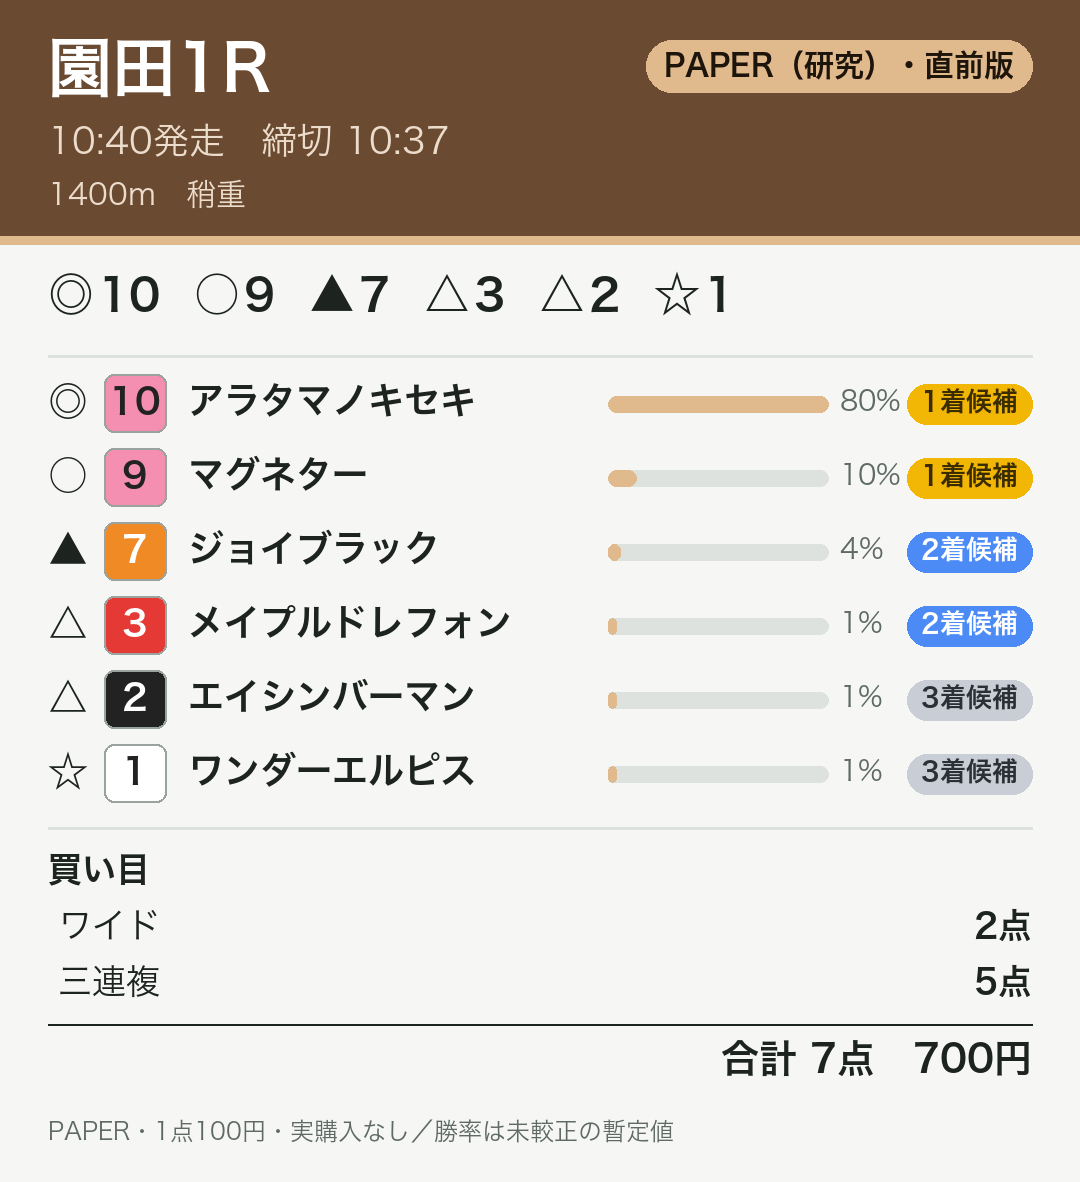 園田1R
PAPER（研究）・直前版
10:40発走　締切 10:37
1400m　稍重
◎10 ○9 ▲7 △3 △2 ☆1
◎ 10 アラタマノキセキ 80% 1着候補
○ 9 マグネター 10% 1着候補
▲ 7 ジョイブラック 4% 2着候補
△ 3 メイプルドレフォン 1% 2着候補
△ 2 エイシンバーマン 1% 3着候補
☆ 1 ワンダーエルピス 1% 3着候補
買い目
ワイド 2点
三連複 5点
合計 7点　700円
PAPER・1点100円・実購入なし／勝率は未較正の暫定値